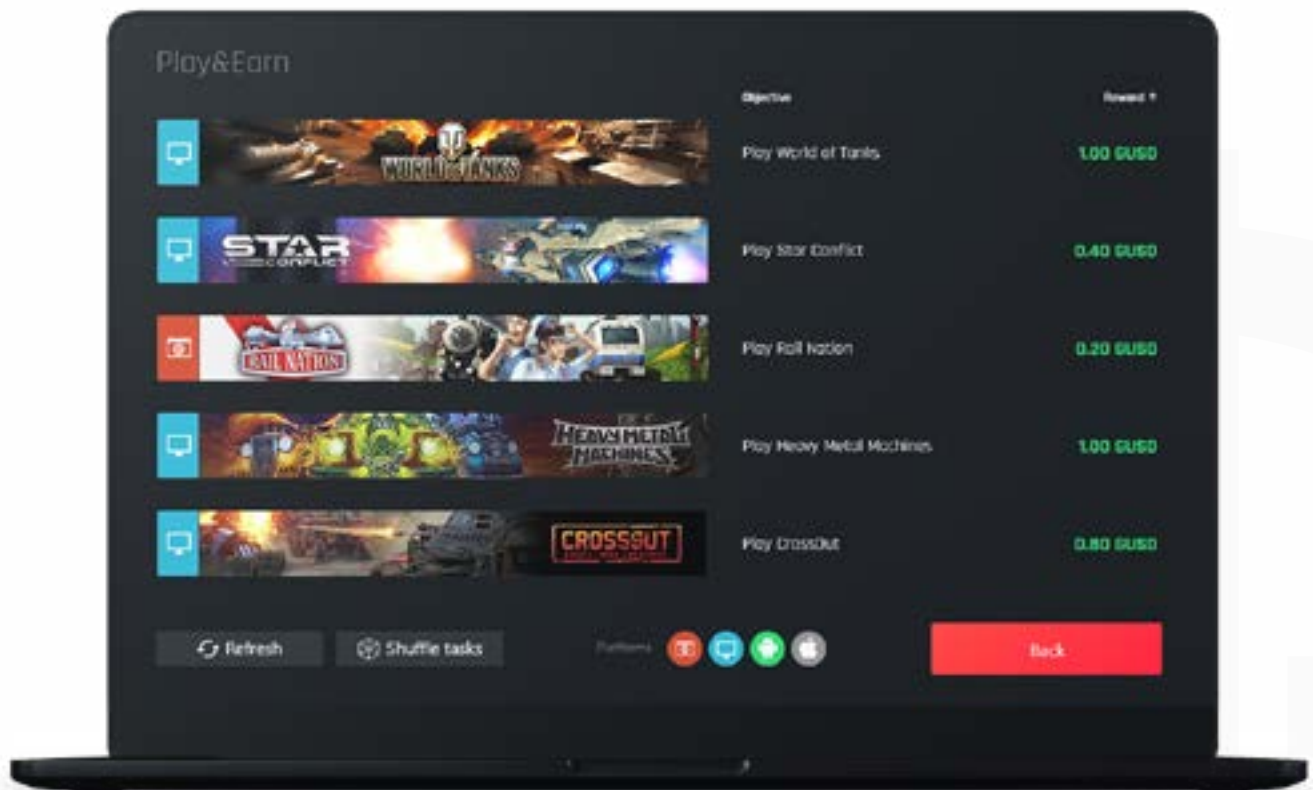 Play&Earn
Objective Reward
WORLD OF TANKS
Play World of Tanks 1.00 GUSD
STAR
CONFLICT
Play Star Conflict 0.40 GUSD
RAIL NATION
Play Rail Nation 0.20 GUSD
HEAVY METAL
MACHINES
Play Heavy Metal Machines 1.00 GUSD
CROSSOUT
Play CrossOut 0.80 GUSD
Refresh Shuffle tasks Platforms Back